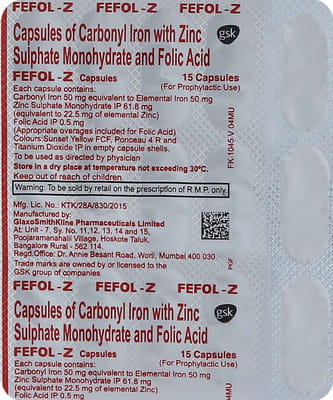 FEFOL-Z FEFOL-Z FEFOL-Z
Capsules of Carbonyl Iron with Zinc
Sulphate Monohydrate and Folic Acid
gsk
FEFOL-Z Capsules 15 Capsules
(For Prophylactic Use)
Each capsule contains:
Carbonyl Iron 50 mg equivalent to Elemental Iron 50 mg
Zinc Sulphate Monohydrate IP 61.8 mg
(equivalent to 22.5 mg of elemental Zinc)
Folic Acid IP 0.5 mg
(Appropriate overages included for Folic Acid)
Colours:Sunset Yellow FCF, Ponceau 4 R and
Titanium Dioxide IP in empty capsule shells.
To be used as directed by physician
Store in a dry place at temperature not exceeding 30°C.
Keep out of reach of children.
Warning: To be sold by retail on the prescription of R.M.P. only.
FK 1045 V 04MU
Mfg. Lic. No.: KTK/28A/830/2015
Manufactured by:
GlaxoSmithKline Pharmaceuticals Limited
At: Unit - 7, Sy. No. 11,12, 13, 14 and 15,
Poojaramanahalli Village, Hoskote Taluk,
Bangalore Rural - 562 114.
Regd.Office: Dr. Annie Besant Road, Worli, Mumbai 400 030.
Trade marks are owned by or licensed to the
GSK group of companies
PGF
FEFOL-Z FEFOL-Z FEFOL-Z
Capsules of Carbonyl Iron with Zinc
Sulphate Monohydrate and Folic Acid
gsk
FEFOL-Z Capsules 15 Capsules
(For Prophylactic Use)
Each capsule contains:
Carbonyl Iron 50 mg equivalent to Elemental Iron 50 mg
Zinc Sulphate Monohydrate IP 61.8 mg
(equivalent to 22.5 mg of elemental Zinc)
Folic Acid IP 0.5 mg
04MU